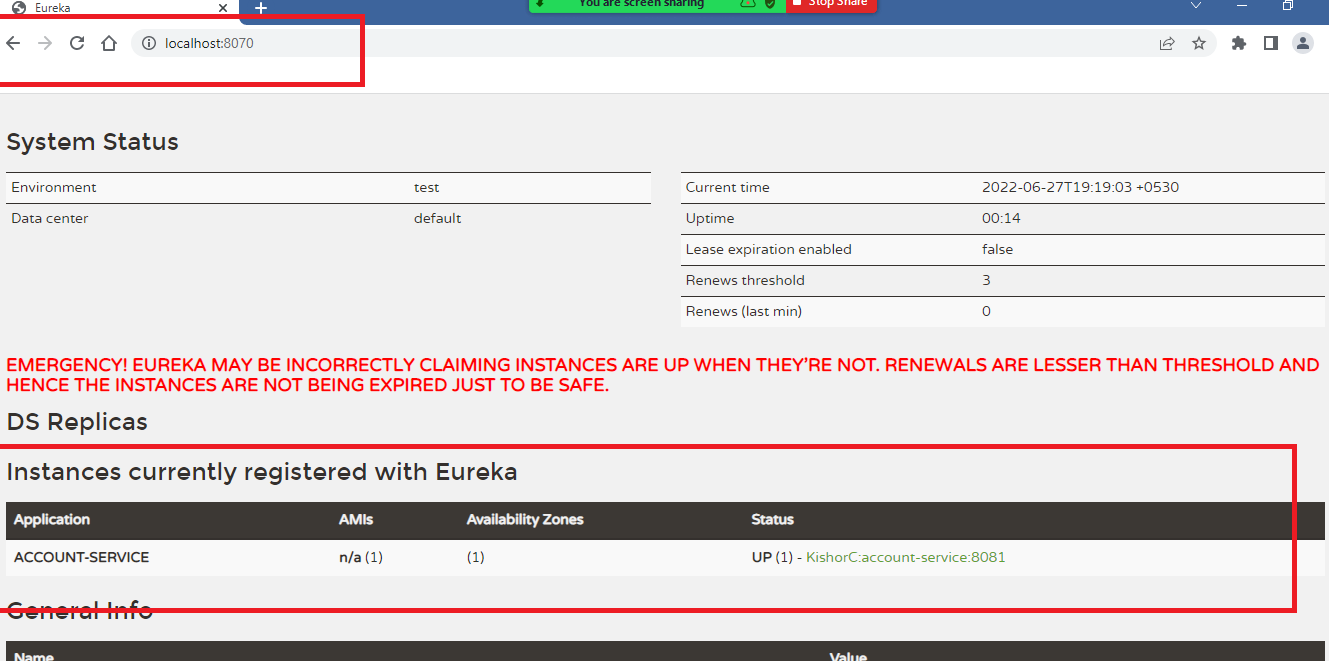 Eureka
You are screen sharing
Stop Share
localhost:8070
System Status
Environment test
Data center default
Current time 2022-06-27T19:19:03 +0530
Uptime 00:14
Lease expiration enabled false
Renews threshold 3
Renews (last min) 0
EMERGENCY! EUREKA MAY BE INCORRECTLY CLAIMING INSTANCES ARE UP WHEN THEY'RE NOT. RENEWALS ARE LESSER THAN THRESHOLD AND
HENCE THE INSTANCES ARE NOT BEING EXPIRED JUST TO BE SAFE.
DS Replicas
Instances currently registered with Eureka
Application AMIs Availability Zones Status
ACCOUNT-SERVICE n/a (1) (1) UP (1) - KishorC:account-service:8081
General Info
Name Value